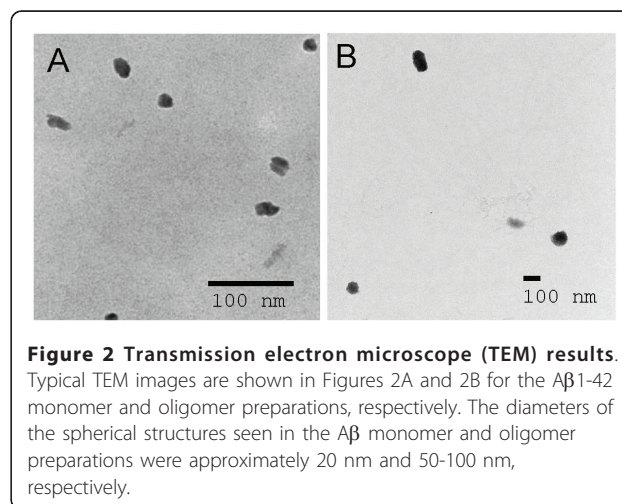 A
B
100 nm
100 nm
Figure 2 Transmission electron microscope (TEM) results.
Typical TEM images are shown in Figures 2A and 2B for the Aβ1-42
monomer and oligomer preparations, respectively. The diameters of
the spherical structures seen in the Aβ monomer and oligomer
preparations were approximately 20 nm and 50-100 nm,
respectively.